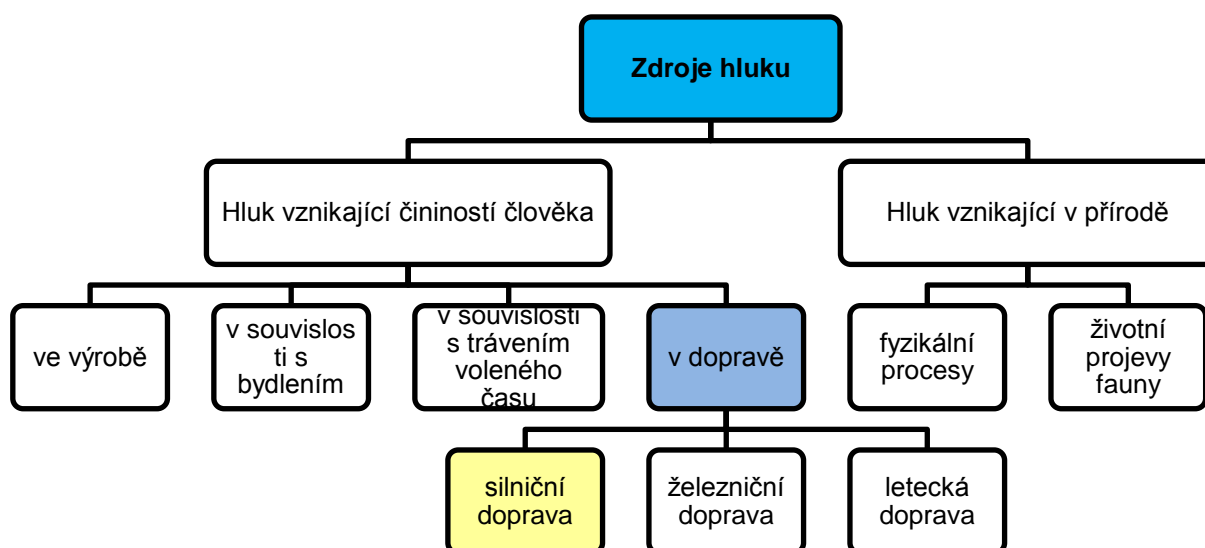 Zdroje hluku
Hluk vznikající činiností člověka
Hluk vznikající v přírodě
ve výrobě
v souvislos
ti s
bydlením
v souvislosti
s trávením
voleného
času
v dopravě
fyzikální
procesy
životní
projevy
fauny
silniční
doprava
železniční
doprava
letecká
doprava